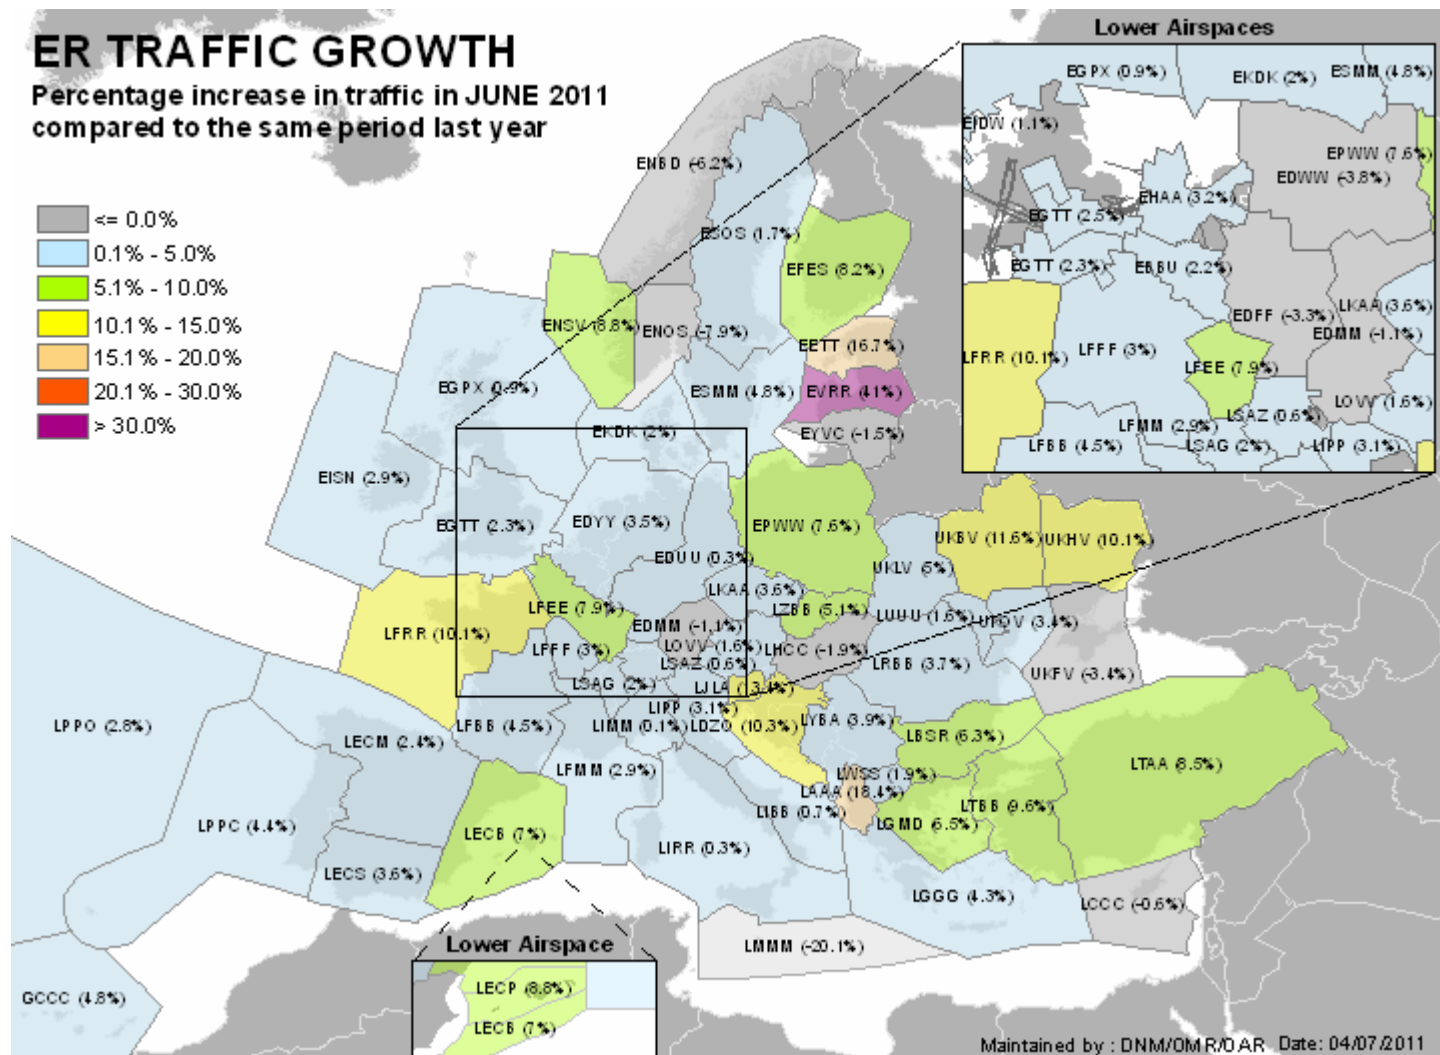 ER TRAFFIC GROWTH
Percentage increase in traffic in JUNE 2011
compared to the same period last year
<= 0.0%
0.1% - 5.0%
5.1% - 10.0%
10.1% - 15.0%
15.1% - 20.0%
20.1% - 30.0%
> 30.0%
Lower Airspaces
EGPX (0.9%)
EKDK (2%)
ESMM (4.8%)
EIDW (1.1%)
EPWW (7.6%)
EDWW (-3.8%)
EHAA (3.2%)
EGTT (2.5%)
EGTT (2.3%)
EBBU (2.2%)
LKAA (3.6%)
EDFF (-3.3%)
EDMM (-1.1%)
LFRR (10.1%)
LFFF (3%)
LFEE (7.9%)
LOVV (1.6%)
LSAZ (0.6%)
LFMM (2.9%)
LFBB (4.5%)
LSAG (2%)
LIPP (3.1%)
ENBD (-6.2%)
ESOS (1.7%)
EFES (8.2%)
ENSV (8.8%)
ENOS (-7.9%)
EETT (16.7%)
EGPX (0.9%)
ESMM (4.8%)
EVRR (41%)
EKDK (2%)
EYVC (-1.5%)
EISN (2.9%)
EGTT (2.3%)
EDYY (3.5%)
EPWW (7.6%)
UKBV (11.6%)
UKHV (10.1%)
EDUU (0.3%)
UKLV (5%)
LKAA (3.6%)
LFEE (7.9%)
LZBB (5.1%)
LUUU (1.6%)
UKOV (3.4%)
LFRR (10.1%)
EDMM (-1.1%)
LOVV (1.6%)
LFFF (3%)
LHCC (-1.9%)
LSAZ (0.6%)
LRBB (3.7%)
UKFV (-3.4%)
LSAG (2%)
LJLA (13.4%)
LIPP (3.1%)
LPPO (2.8%)
LFBB (4.5%)
LIMM (0.1%)
LDZO (10.3%)
LYBA (3.9%)
LBSR (6.3%)
LECM (2.4%)
LFMM (2.9%)
LWSS (1.9%)
LTAA (8.5%)
LAAA (18.4%)
LIBB (0.7%)
LTBB (9.6%)
LPPC (4.4%)
LECB (7%)
LGMD (6.5%)
LIRR (0.3%)
LECS (3.6%)
LGGG (4.3%)
LCCC (-0.6%)
LMMM (-20.1%)
Lower Airspace
LECP (8.8%)
LECB (7%)
GCCC (4.8%)
Maintained by : DNM/OMR/DAR Date: 04/07/2011